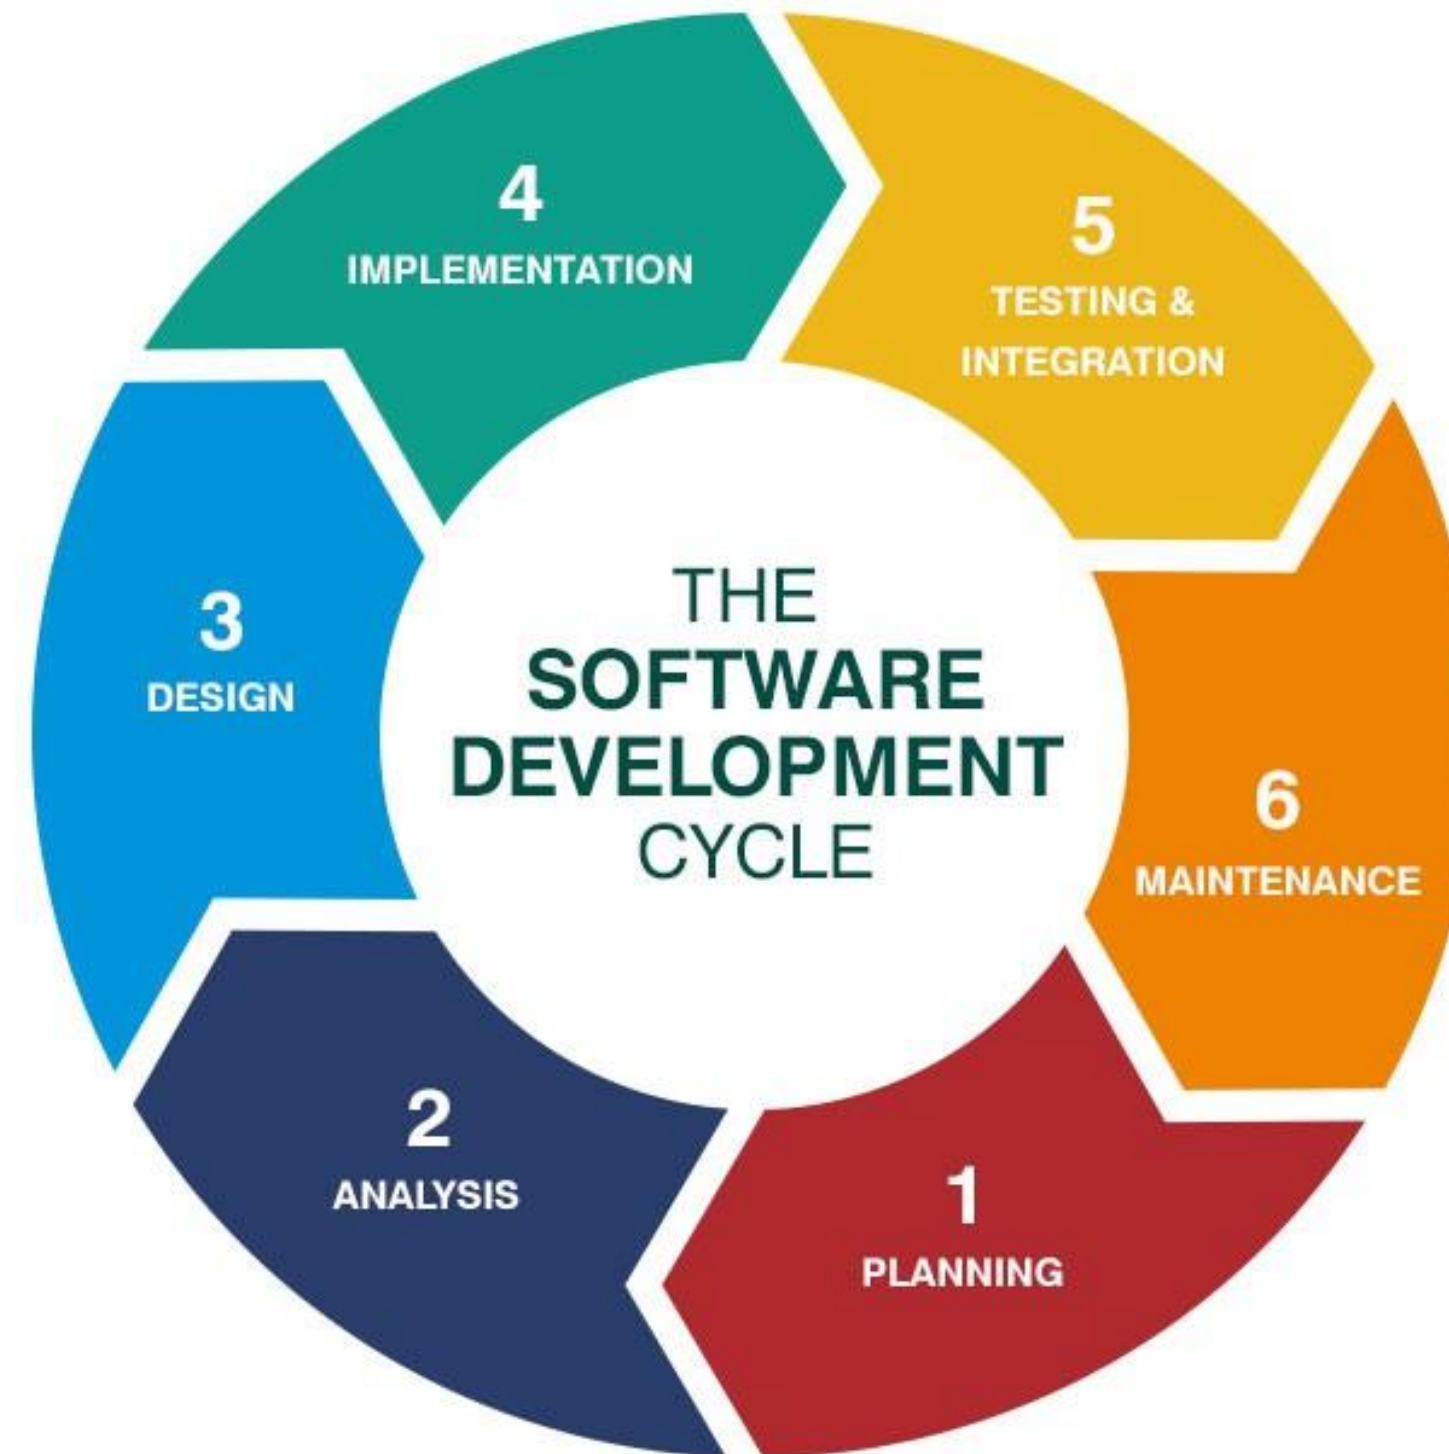 4
IMPLEMENTATION
5
TESTING &
INTEGRATION
3
DESIGN
THE
SOFTWARE
DEVELOPMENT
CYCLE
6
MAINTENANCE
2
ANALYSIS
1
PLANNING